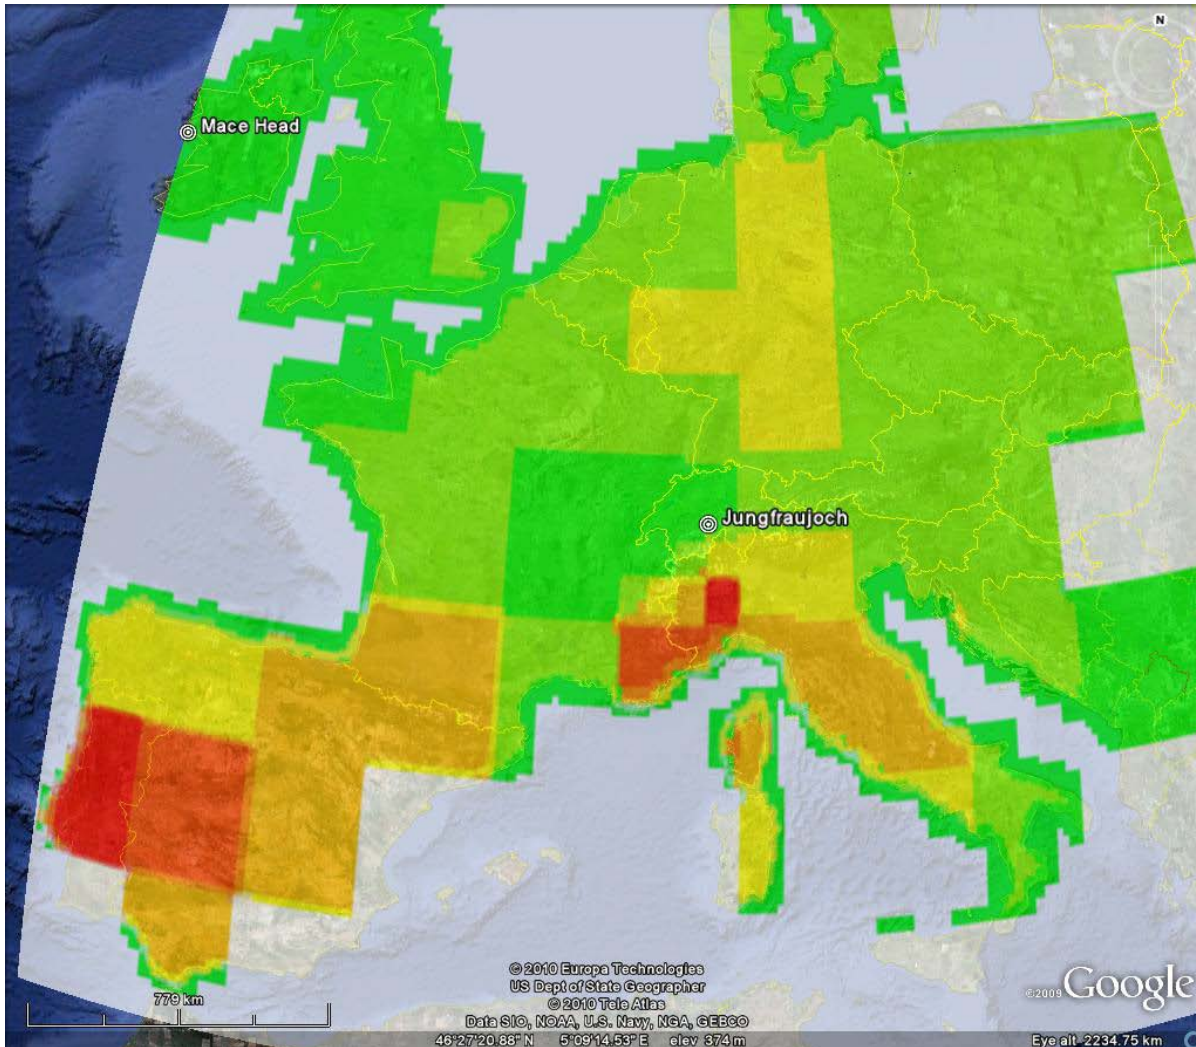 N
Mace Head
Jungfraujoch
© 2010 Europa Technologies
US Dept of State Geographer
© 2010 Tele Atlas
Data SIO, NOAA, U.S. Navy, NGA, GEBCO
©2009 Google
779 km
46°27'20.88" N 5°09'14.53" E elev 374 m
Eye alt 2234.75 km